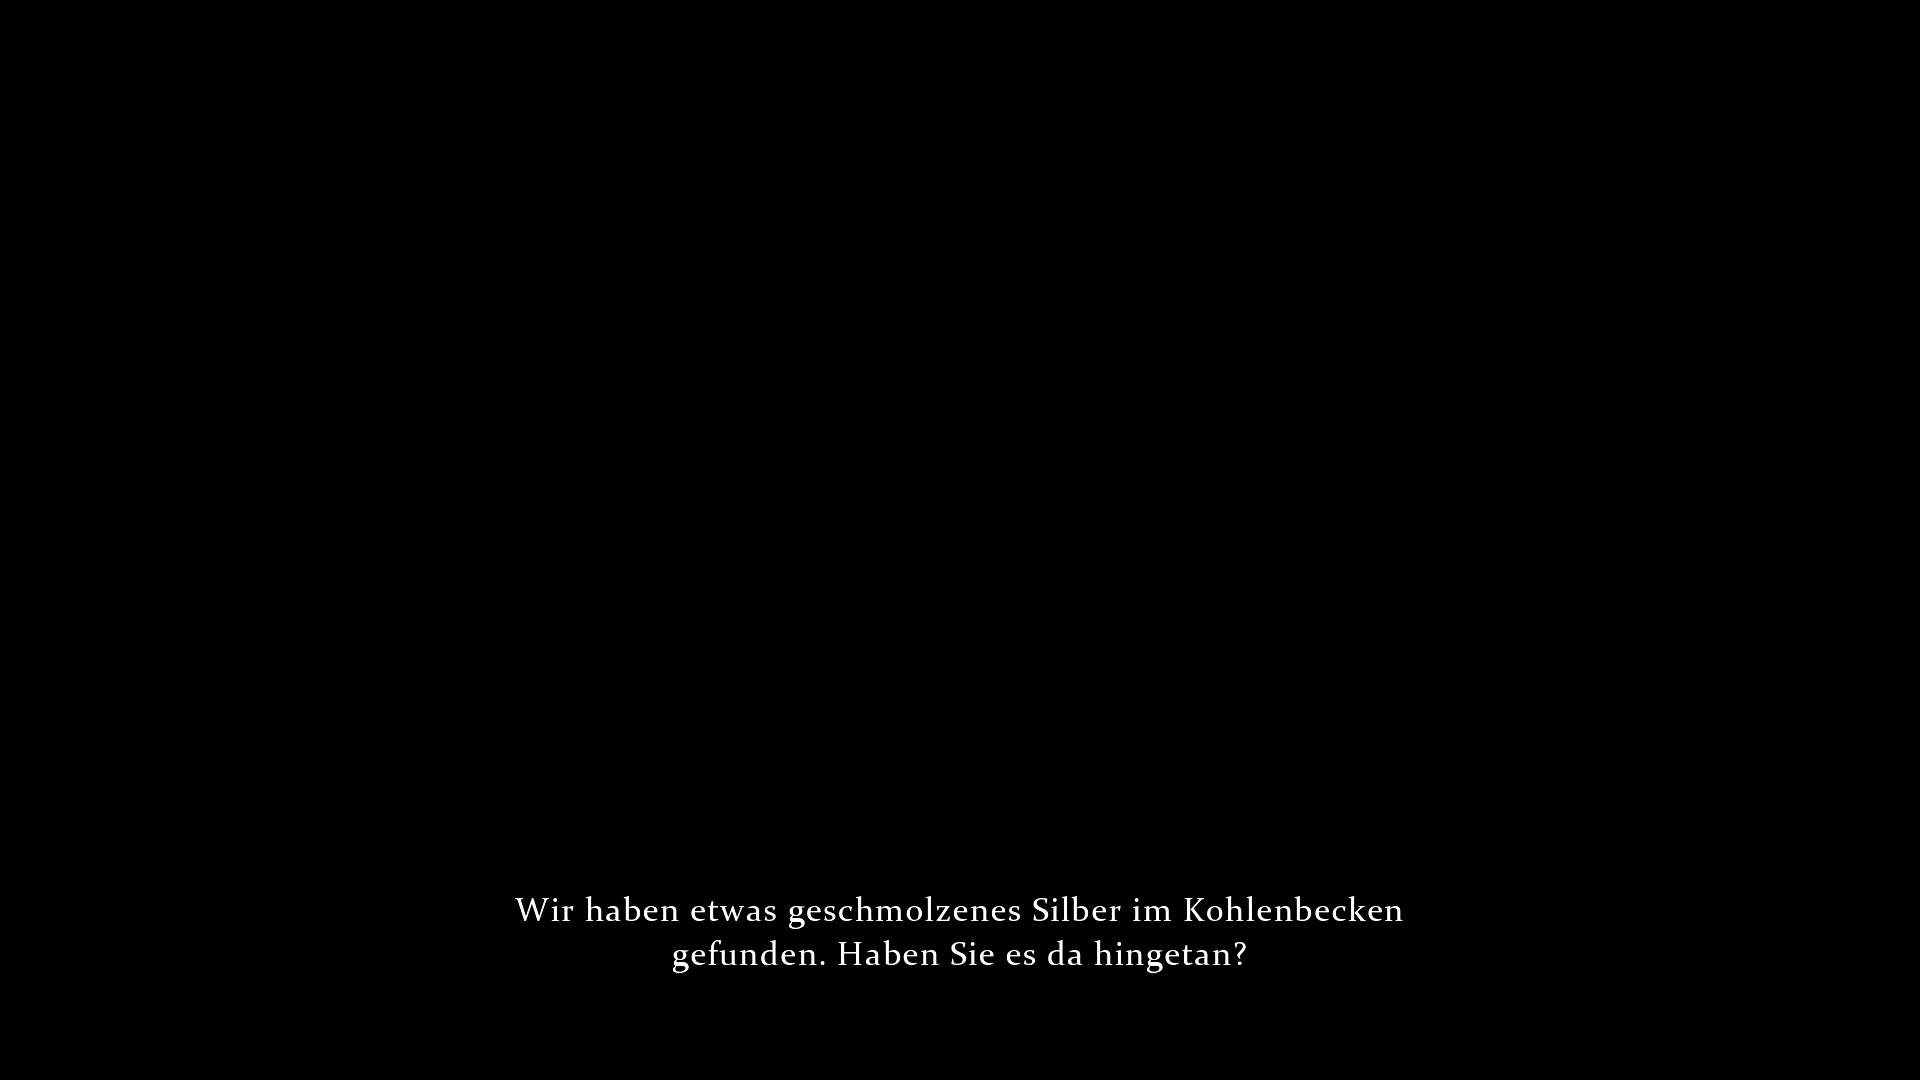 Wir haben etwas geschmolzenes Silber im Kohlenbecken
gefunden. Haben Sie es da hingetan?